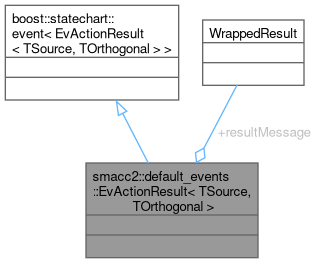 boost::statechart::
event< EvActionResult
< TSource, TOrthogonal > >
WrappedResult
+resultMessage
smacc2::default_events
::EvActionResult< TSource,
TOrthogonal >